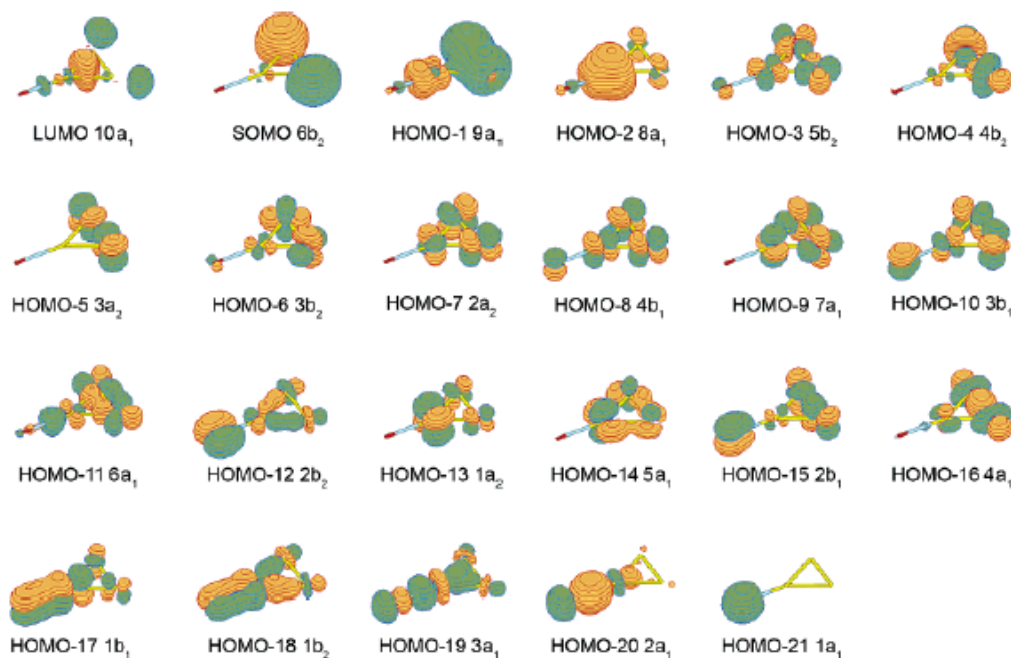 LUMO 10a₁ SOMO 6b₂ HOMO-1 9a₁ HOMO-2 8a₁ HOMO-3 5b₂ HOMO-4 4b₂
HOMO-5 3a₂ HOMO-6 3b₂ HOMO-7 2a₂ HOMO-8 4b₁ HOMO-9 7a₁ HOMO-10 3b₁
HOMO-11 6a₁ HOMO-12 2b₂ HOMO-13 1a₂ HOMO-14 5a₁ HOMO-15 2b₁ HOMO-16 4a₁
HOMO-17 1b₁ HOMO-18 1b₂ HOMO-19 3a₁ HOMO-20 2a₁ HOMO-21 1a₁